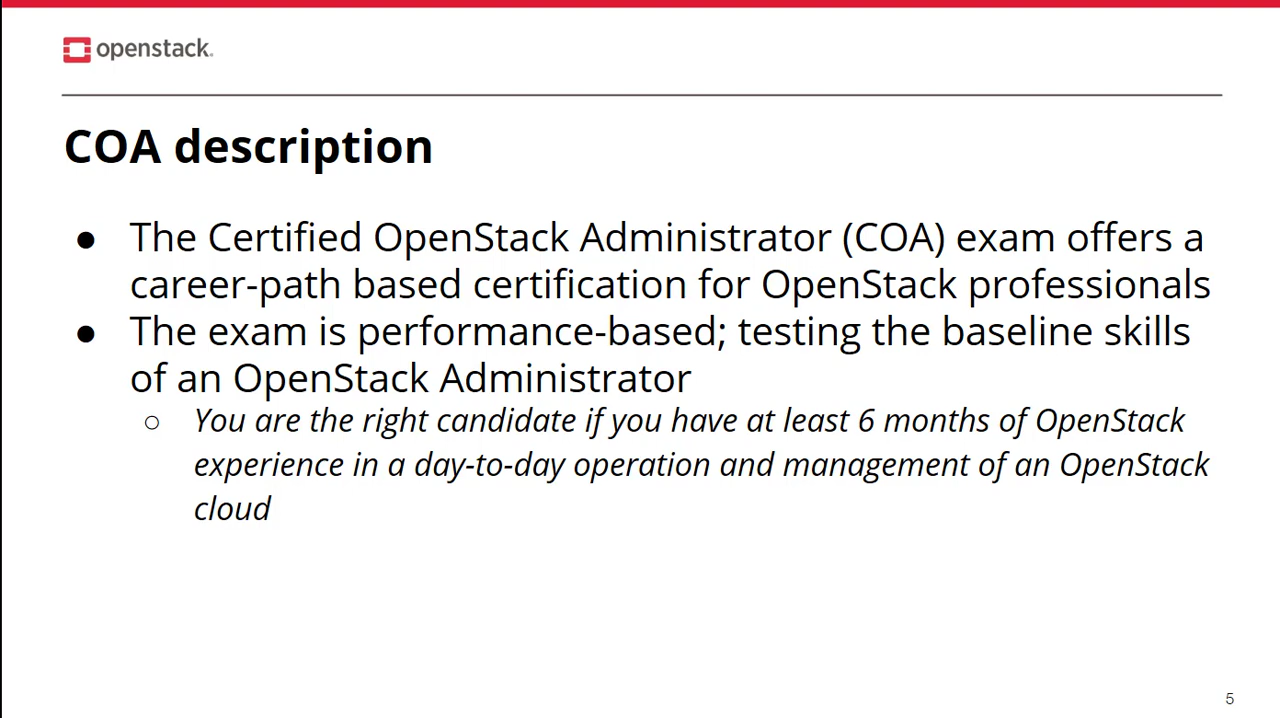 openstack.
COA description
● The Certified OpenStack Administrator (COA) exam offers a
career-path based certification for OpenStack professionals
● The exam is performance-based; testing the baseline skills
of an OpenStack Administrator
○ You are the right candidate if you have at least 6 months of OpenStack
experience in a day-to-day operation and management of an OpenStack
cloud
5